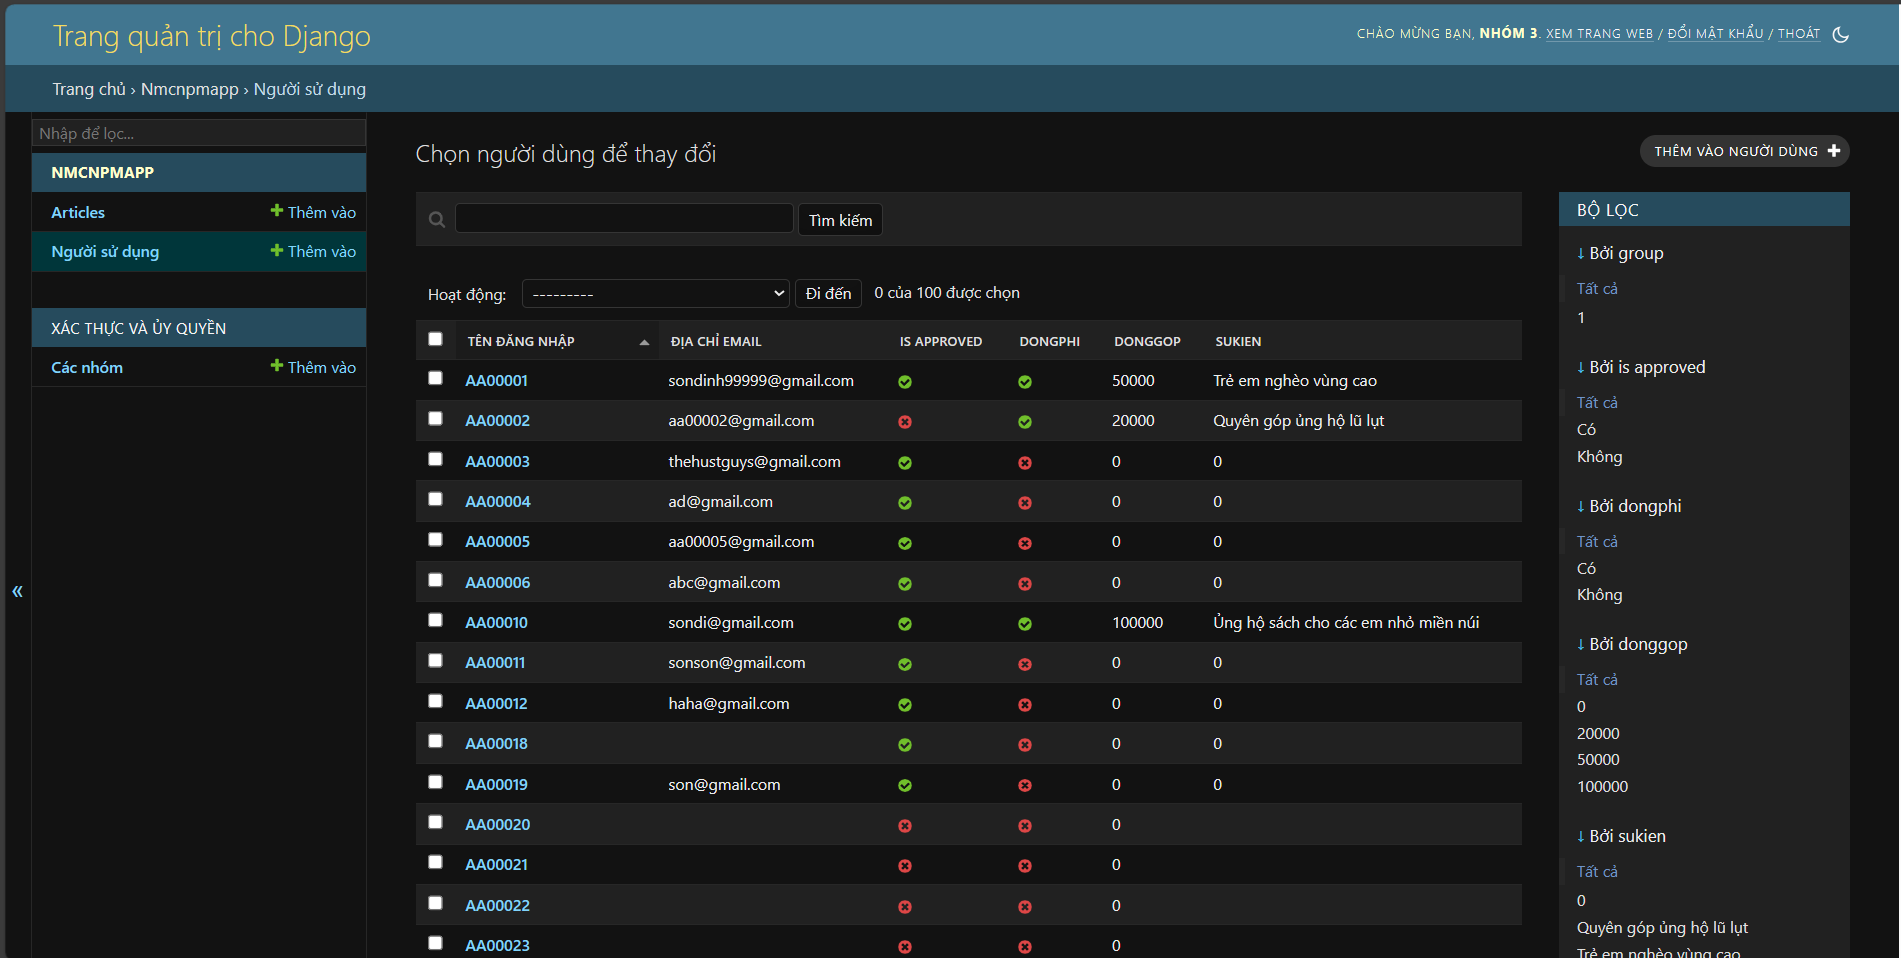 Trang quản trị cho Django
CHÀO MỪNG BẠN, NHÓM 3. XEM TRANG WEB / ĐỔI MẬT KHẨU / THOÁT
Trang chủ › Nmcnpmapp › Người sử dụng
Nhập để lọc...
NMCNPMAPP
Articles Thêm vào
Người sử dụng Thêm vào
XÁC THỰC VÀ ỦY QUYỀN
Các nhóm Thêm vào
«
Chọn người dùng để thay đổi
THÊM VÀO NGƯỜI DÙNG
Tìm kiếm
Hoạt động: --------- Đi đến 0 của 100 được chọn
TÊN ĐĂNG NHẬP ĐỊA CHỈ EMAIL IS APPROVED DONGPHI DONGGOP SUKIEN
AA00001 sondinh99999@gmail.com 50000 Trẻ em nghèo vùng cao
AA00002 aa00002@gmail.com 20000 Quyên góp ủng hộ lũ lụt
AA00003 thehustguys@gmail.com 0 0
AA00004 ad@gmail.com 0 0
AA00005 aa00005@gmail.com 0 0
AA00006 abc@gmail.com 0 0
AA00010 sondi@gmail.com 100000 Ủng hộ sách cho các em nhỏ miền núi
AA00011 sonson@gmail.com 0 0
AA00012 haha@gmail.com 0 0
AA00018 0 0
AA00019 son@gmail.com 0 0
AA00020 0
AA00021 0
AA00022 0
AA00023 0
BỘ LỌC
↓ Bởi group
Tất cả
1
↓ Bởi is approved
Tất cả
Có
Không
↓ Bởi dongphi
Tất cả
Có
Không
↓ Bởi donggop
Tất cả
0
20000
50000
100000
↓ Bởi sukien
Tất cả
0
Quyên góp ủng hộ lũ lụt
Trẻ em nghèo vùng cao